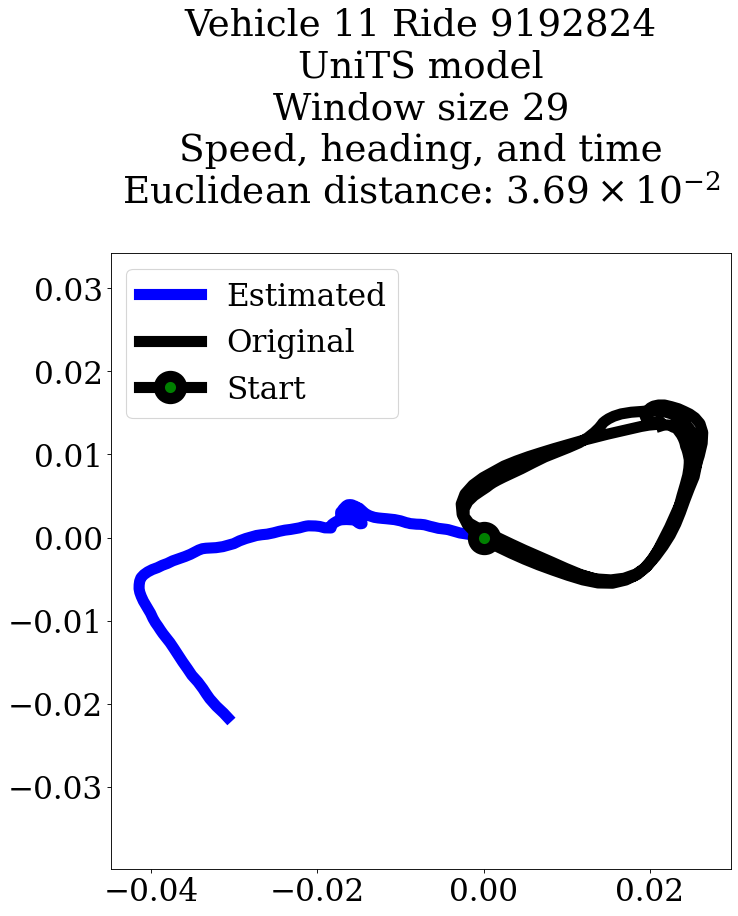 Vehicle 11 Ride 9192824
UniTS model
Window size 29
Speed, heading, and time
Euclidean distance: 3.69 × 10⁻²
Estimated
Original
Start
0.03
0.02
0.01
0.00
−0.01
−0.02
−0.03
−0.04
−0.02
0.00
0.02